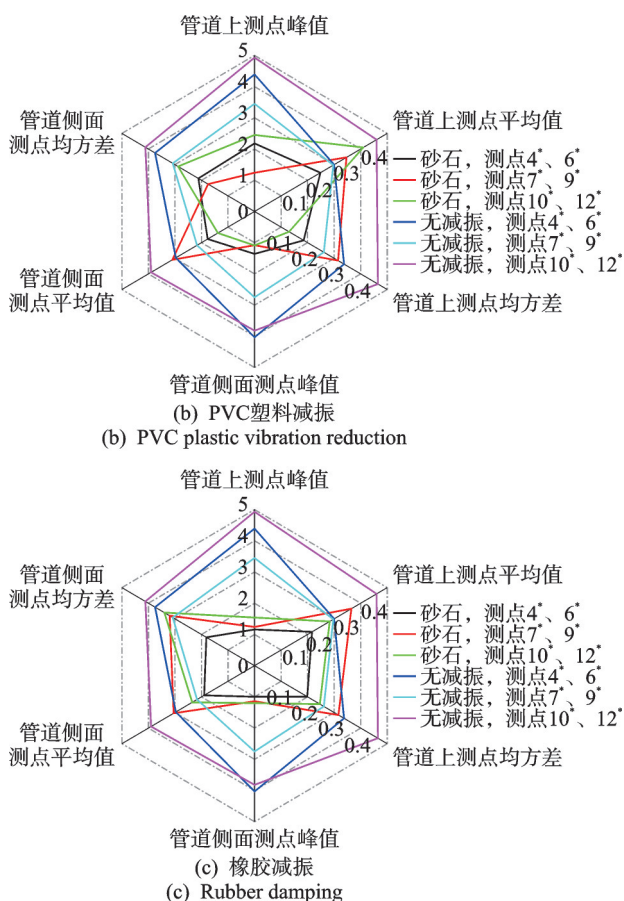 管道上测点峰值
5
4
3
2
1
0
管道侧面
测点均方差
管道上测点平均值
0.4
0.3
0.2
0.1
砂石，测点4*、6*
砂石，测点7*、9*
砂石，测点10*、12*
无减振，测点4*、6*
无减振，测点7*、9*
无减振，测点10*、12*
0.1
0.2
0.3
0.4
管道侧面
测点平均值
管道上测点均方差
管道侧面测点峰值
(b) PVC塑料减振
(b) PVC plastic vibration reduction
管道上测点峰值
5
4
3
2
1
0
管道侧面
测点均方差
管道上测点平均值
0.4
0.3
0.2
0.1
砂石，测点4*、6*
砂石，测点7*、9*
砂石，测点10*、12*
无减振，测点4*、6*
无减振，测点7*、9*
无减振，测点10*、12*
0.1
0.2
0.3
0.4
管道侧面
测点平均值
管道上测点均方差
管道侧面测点峰值
(c) 橡胶减振
(c) Rubber damping